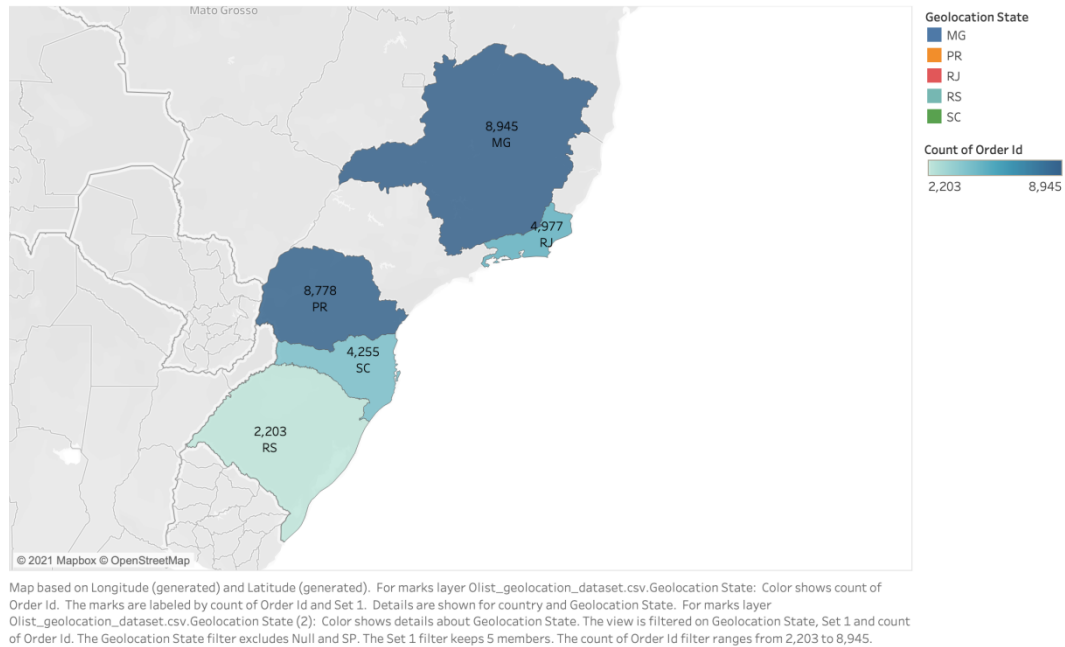 Mato Grosso
8,945
MG
4,977
RJ
8,778
PR
4,255
SC
2,203
RS
© 2021 Mapbox © OpenStreetMap
Geolocation State
MG
PR
RJ
RS
SC
Count of Order Id
2,203 8,945
Map based on Longitude (generated) and Latitude (generated). For marks layer Olist_geolocation_dataset.csv.Geolocation State: Color shows count of
Order Id. The marks are labeled by count of Order Id and Set 1. Details are shown for country and Geolocation State. For marks layer
Olist_geolocation_dataset.csv.Geolocation State (2): Color shows details about Geolocation State. The view is filtered on Geolocation State, Set 1 and count
of Order Id. The Geolocation State filter excludes Null and SP. The Set 1 filter keeps 5 members. The count of Order Id filter ranges from 2,203 to 8,945.